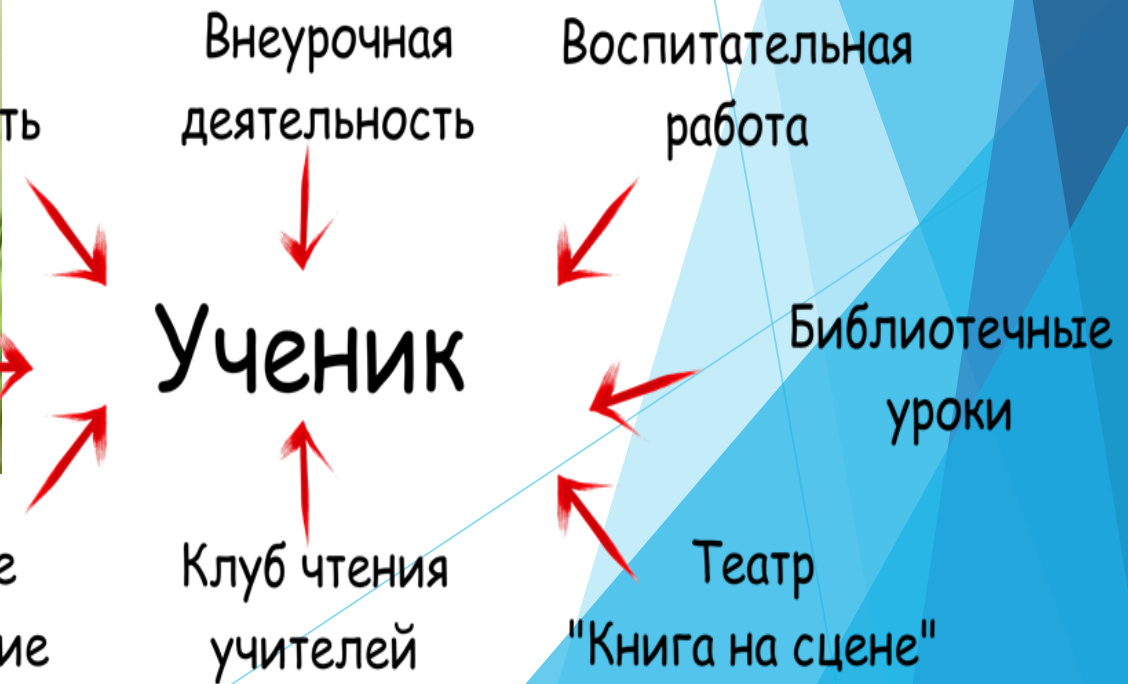 Внеурочная
деятельность
Воспитательная
работа
Ученик
Библиотечные
уроки
Клуб чтения
учителей
Театр
"Книга на сцене"